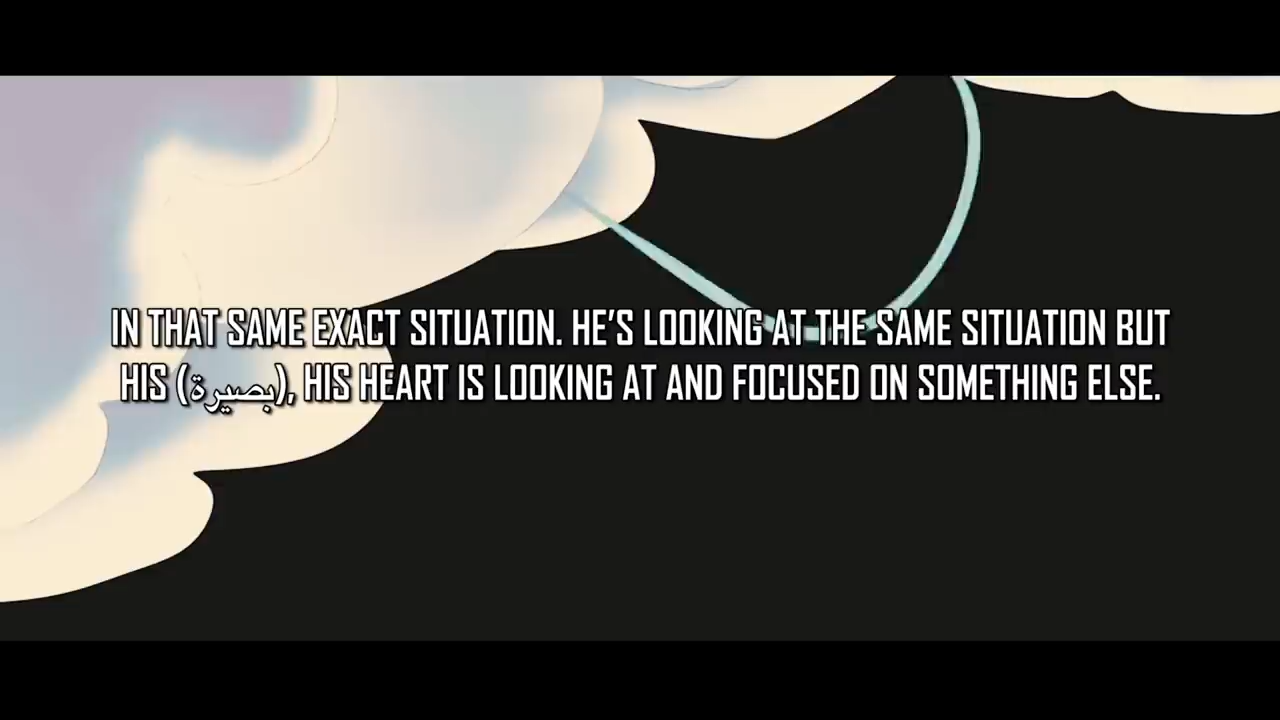 IN THAT SAME EXACT SITUATION. HE'S LOOKING AT THE SAME SITUATION BUT
HIS (بصيرة), HIS HEART IS LOOKING AT AND FOCUSED ON SOMETHING ELSE.